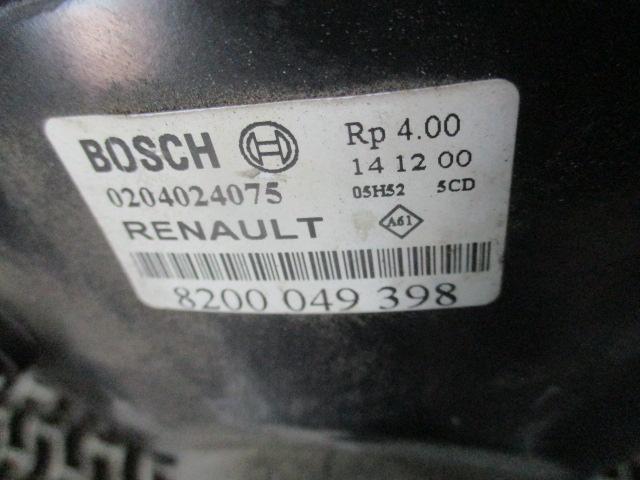 BOSCH Rp 4.00
14 12 00
0204024075 05H52 5CD
RENAULT A61
8200 049 398